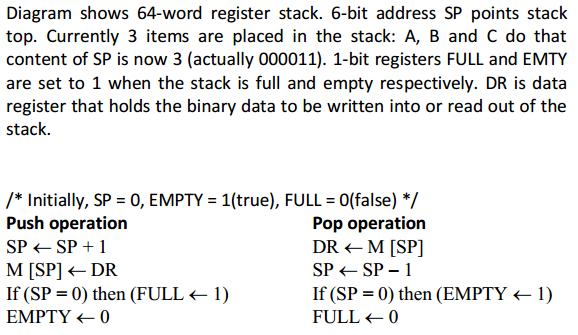 Diagram shows 64-word register stack. 6-bit address SP points stack
top. Currently 3 items are placed in the stack: A, B and C do that
content of SP is now 3 (actually 000011). 1-bit registers FULL and EMTY
are set to 1 when the stack is full and empty respectively. DR is data
register that holds the binary data to be written into or read out of the
stack.
/* Initially, SP = 0, EMPTY = 1(true), FULL = 0(false) */
Push operation
SP ← SP + 1
M [SP] ← DR
If (SP = 0) then (FULL ← 1)
EMPTY ← 0
Pop operation
DR ← M [SP]
SP ← SP – 1
If (SP = 0) then (EMPTY ← 1)
FULL ← 0